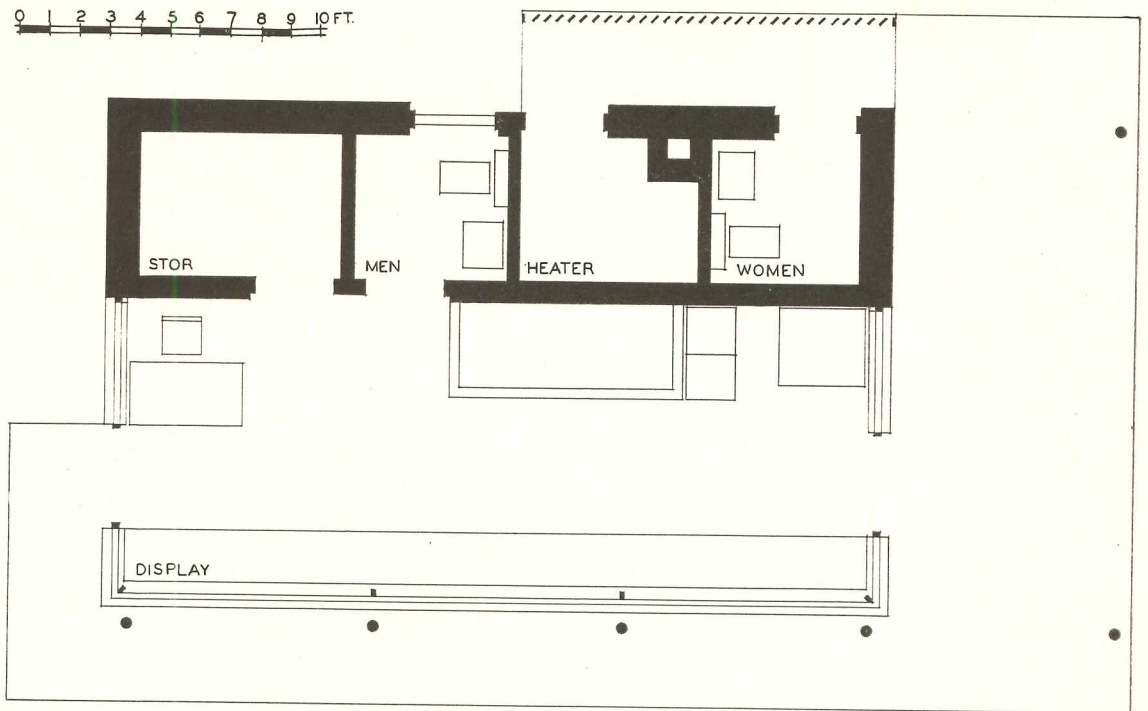 0 1 2 3 4 5 6 7 8 9 10 FT.
STOR
MEN
HEATER
WOMEN
DISPLAY